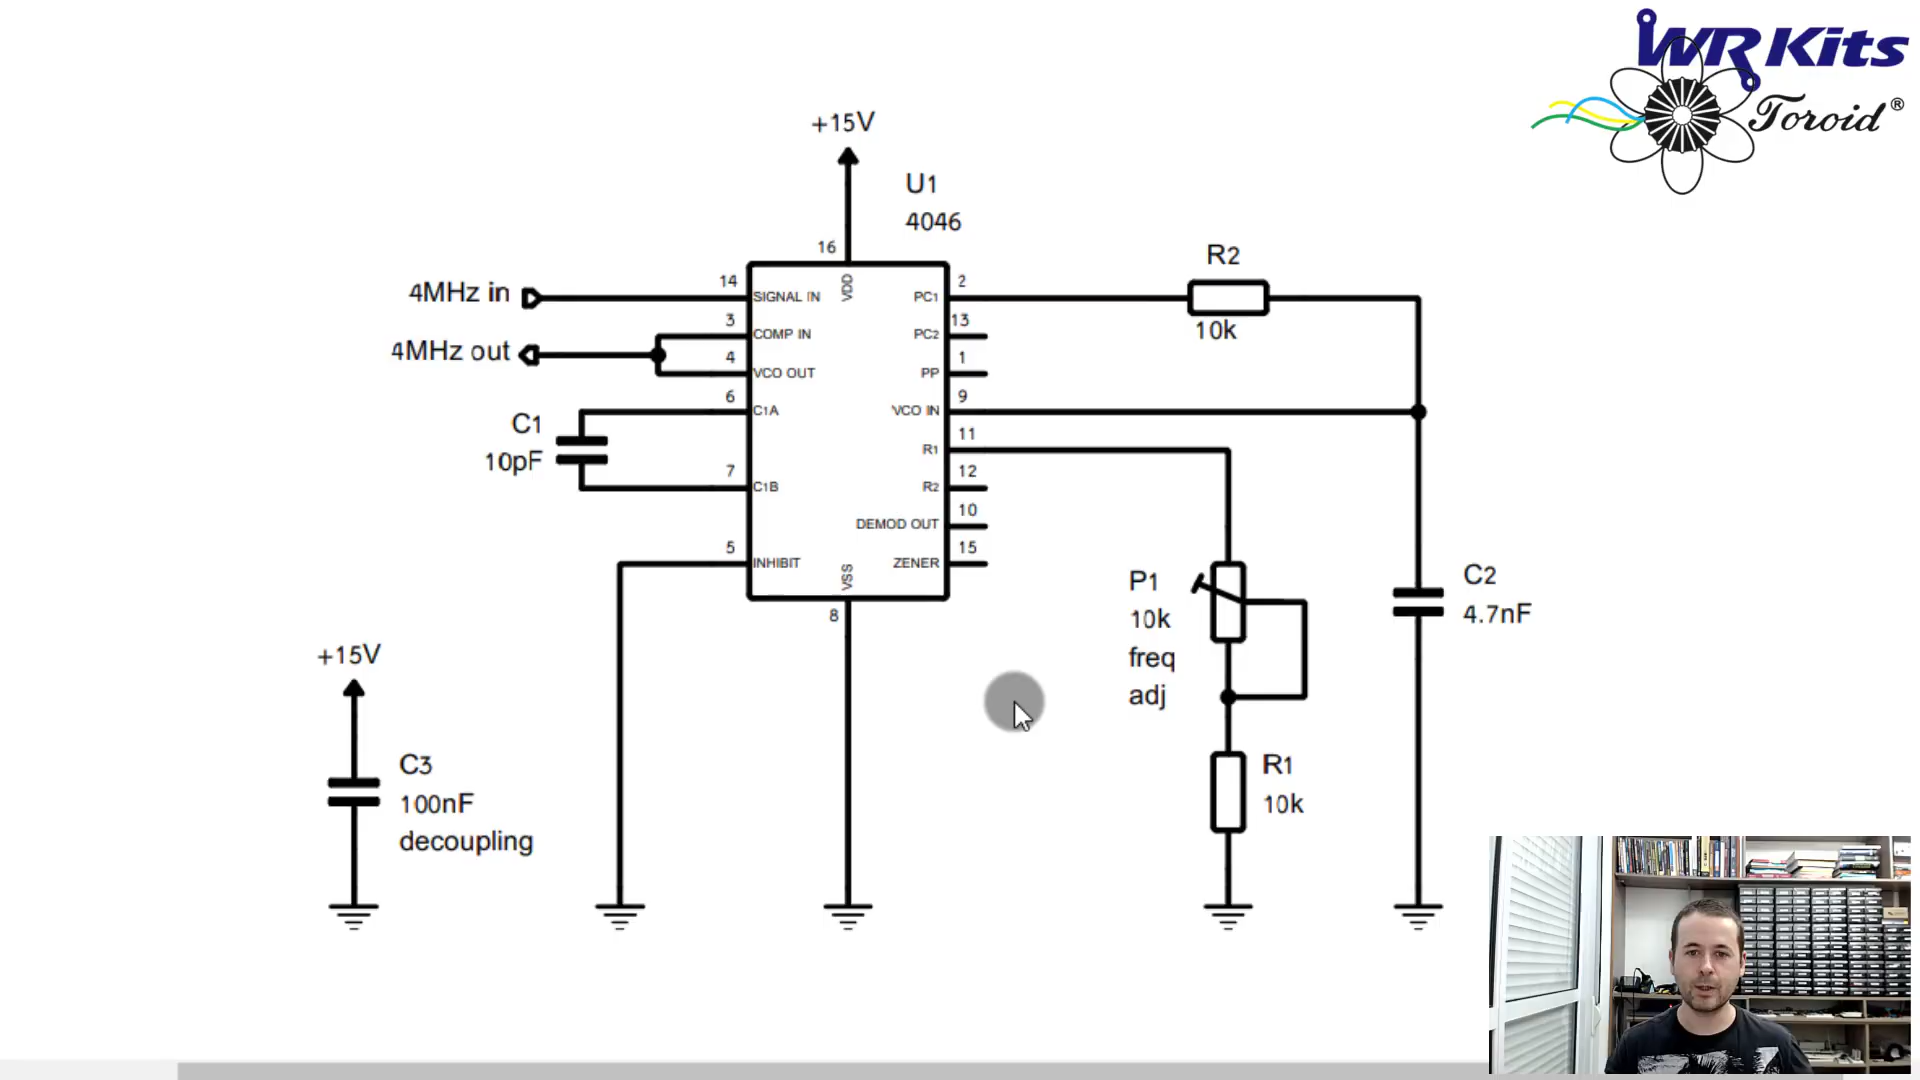 WR Kits
Toroid®
+15V
U1
4046
16
VDD
4MHz in
14
SIGNAL IN
3
COMP IN
4MHz out
4
VCO OUT
6
C1A
C1
10pF
7
C1B
5
INHIBIT
VSS
8
PC1
2
PC2
13
PP
1
VCO IN
9
R1
11
R2
12
DEMOD OUT
10
ZENER
15
R2
10k
P1
10k
freq
adj
R1
10k
C2
4.7nF
+15V
C3
100nF
decoupling